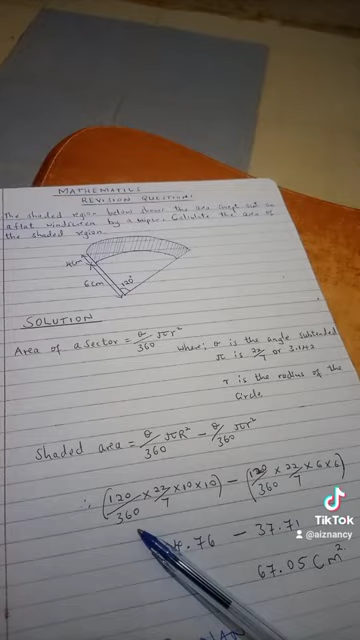 MATHEMATICS
REVISION QUESTION:
The shaded region below shows the area swept out on
a flat windscreen by a wiper. Calculate the area of
the shaded region.
4cm
6cm
120°
SOLUTION
Area of a sector = θ/360 πr² where; θ is the angle subtended
π is 22/7 or 3.142
r is the radius of the
circle
Shaded area = θ/360 πR² - θ/360 πr²
∴ (120/360 × 22/7 × 10 × 10) - (120/360 × 22/7 × 6 × 6)
4.76 - 37.71
67.05 cm²
TikTok
@aiznancy